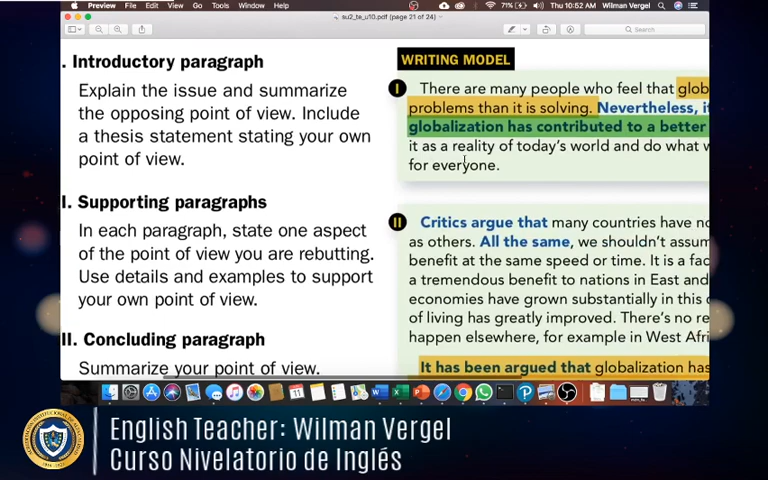 Preview File Edit View Go Tools Window Help
71% Thu 10:52 AM Wilman Vergel
su2_te_u10.pdf (page 21 of 24)
Search
. Introductory paragraph
Explain the issue and summarize
the opposing point of view. Include
a thesis statement stating your own
point of view.
I. Supporting paragraphs
In each paragraph, state one aspect
of the point of view you are rebutting.
Use details and examples to support
your own point of view.
II. Concluding paragraph
Summarize your point of view.
WRITING MODEL
I
There are many people who feel that glob
problems than it is solving. Nevertheless, it
globalization has contributed to a better
it as a reality of today's world and do what w
for everyone.
II
Critics argue that many countries have no
as others. All the same, we shouldn't assum
benefit at the same speed or time. It is a fac
a tremendous benefit to nations in East and
economies have grown substantially in this
of living has greatly improved. There's no re
happen elsewhere, for example in West Afri
It has been argued that globalization has
English Teacher: Wilman Vergel
Curso Nivelatorio de Inglés